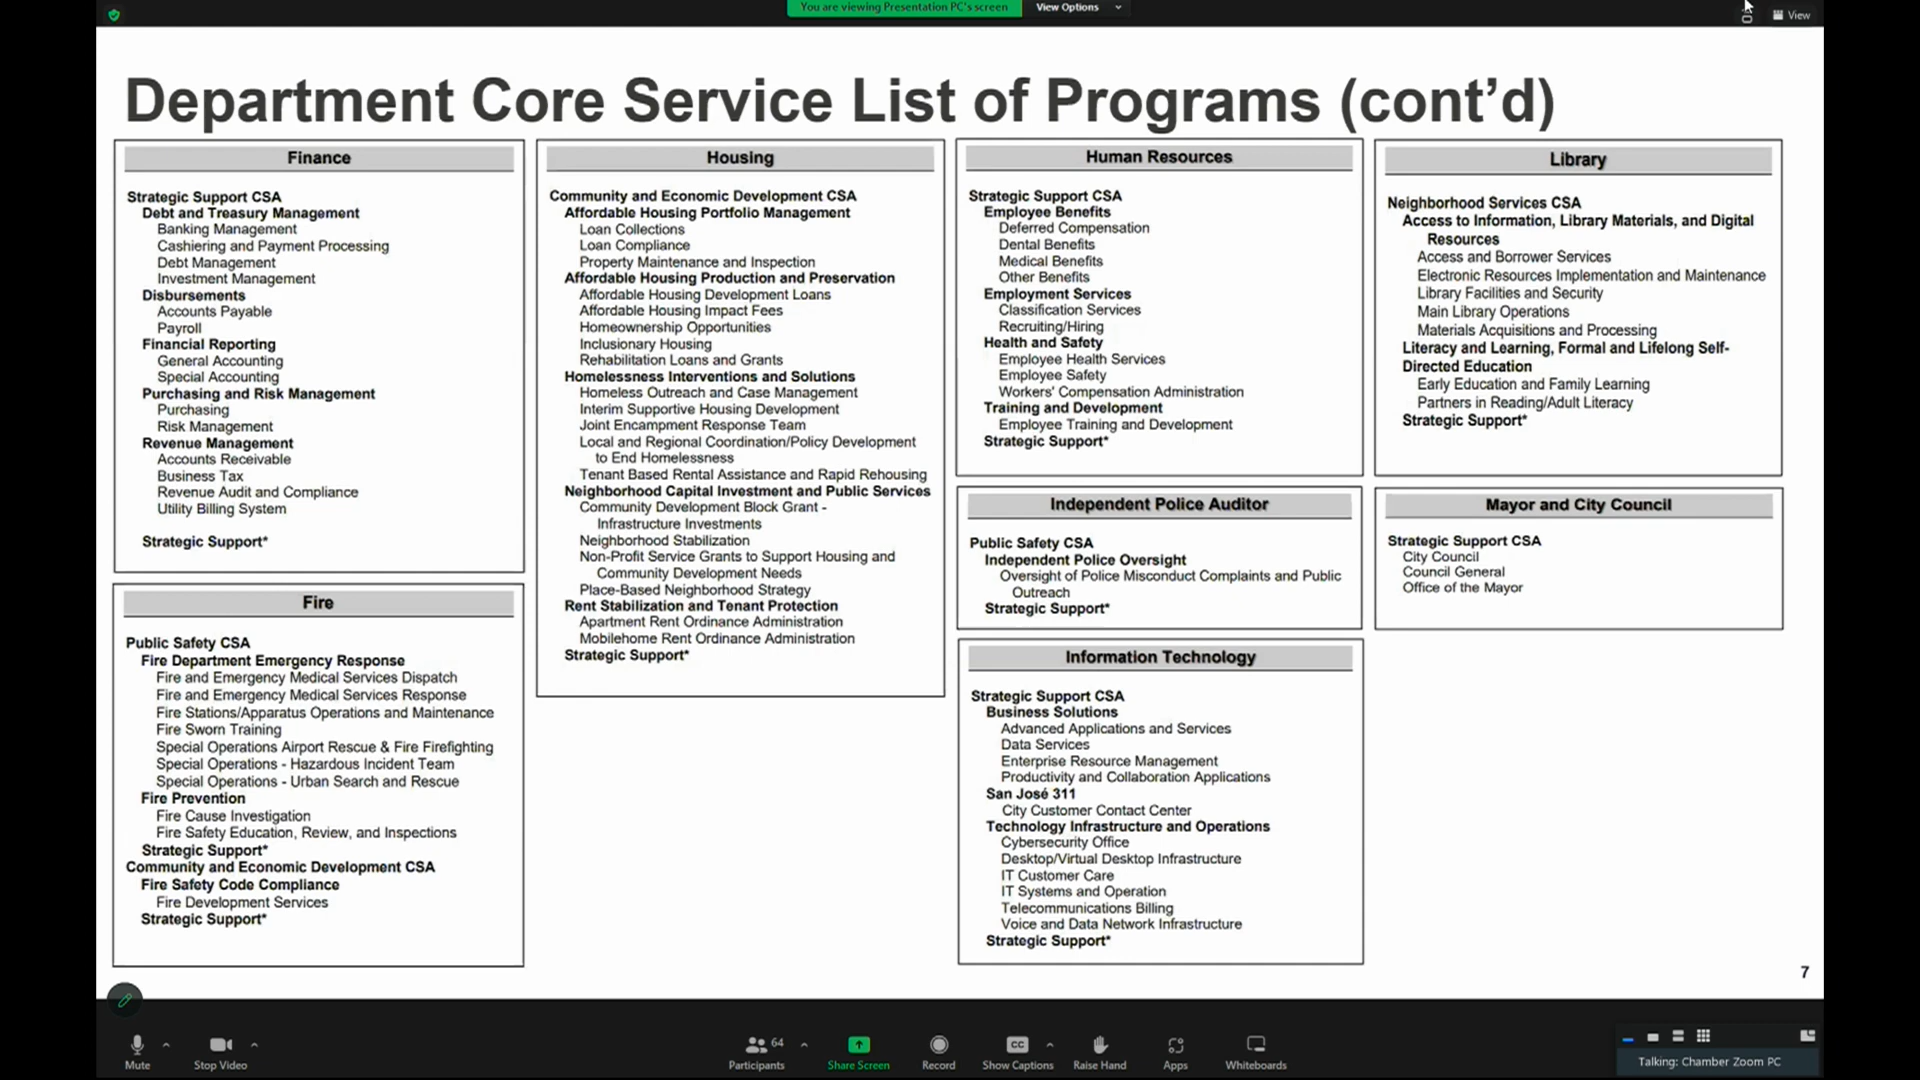 You are viewing Presentation PC's screen
View Options
View
Department Core Service List of Programs (cont’d)
Finance
Strategic Support CSA
Debt and Treasury Management
Banking Management
Cashiering and Payment Processing
Debt Management
Investment Management
Disbursements
Accounts Payable
Payroll
Financial Reporting
General Accounting
Special Accounting
Purchasing and Risk Management
Purchasing
Risk Management
Revenue Management
Accounts Receivable
Business Tax
Revenue Audit and Compliance
Utility Billing System
Strategic Support*
Fire
Public Safety CSA
Fire Department Emergency Response
Fire and Emergency Medical Services Dispatch
Fire and Emergency Medical Services Response
Fire Stations/Apparatus Operations and Maintenance
Fire Sworn Training
Special Operations Airport Rescue & Fire Firefighting
Special Operations - Hazardous Incident Team
Special Operations - Urban Search and Rescue
Fire Prevention
Fire Cause Investigation
Fire Safety Education, Review, and Inspections
Strategic Support*
Community and Economic Development CSA
Fire Safety Code Compliance
Fire Development Services
Strategic Support*
Housing
Community and Economic Development CSA
Affordable Housing Portfolio Management
Loan Collections
Loan Compliance
Property Maintenance and Inspection
Affordable Housing Production and Preservation
Affordable Housing Development Loans
Affordable Housing Impact Fees
Homeownership Opportunities
Inclusionary Housing
Rehabilitation Loans and Grants
Homelessness Interventions and Solutions
Homeless Outreach and Case Management
Interim Supportive Housing Development
Joint Encampment Response Team
Local and Regional Coordination/Policy Development
to End Homelessness
Tenant Based Rental Assistance and Rapid Rehousing
Neighborhood Capital Investment and Public Services
Community Development Block Grant -
Infrastructure Investments
Neighborhood Stabilization
Non-Profit Service Grants to Support Housing and
Community Development Needs
Place-Based Neighborhood Strategy
Rent Stabilization and Tenant Protection
Apartment Rent Ordinance Administration
Mobilehome Rent Ordinance Administration
Strategic Support*
Human Resources
Strategic Support CSA
Employee Benefits
Deferred Compensation
Dental Benefits
Medical Benefits
Other Benefits
Employment Services
Classification Services
Recruiting/Hiring
Health and Safety
Employee Health Services
Employee Safety
Workers' Compensation Administration
Training and Development
Employee Training and Development
Strategic Support*
Independent Police Auditor
Public Safety CSA
Independent Police Oversight
Oversight of Police Misconduct Complaints and Public
Outreach
Strategic Support*
Information Technology
Strategic Support CSA
Business Solutions
Advanced Applications and Services
Data Services
Enterprise Resource Management
Productivity and Collaboration Applications
San José 311
City Customer Contact Center
Technology Infrastructure and Operations
Cybersecurity Office
Desktop/Virtual Desktop Infrastructure
IT Customer Care
IT Systems and Operation
Telecommunications Billing
Voice and Data Network Infrastructure
Strategic Support*
Library
Neighborhood Services CSA
Access to Information, Library Materials, and Digital
Resources
Access and Borrower Services
Electronic Resources Implementation and Maintenance
Library Facilities and Security
Main Library Operations
Materials Acquisitions and Processing
Literacy and Learning, Formal and Lifelong Self-
Directed Education
Early Education and Family Learning
Partners in Reading/Adult Literacy
Strategic Support*
Mayor and City Council
Strategic Support CSA
City Council
Council General
Office of the Mayor
7
Mute
Stop Video
64
Participants
Share Screen
Record
CC
Show Captions
Raise Hand
Apps
Whiteboards
Talking: Chamber Zoom PC